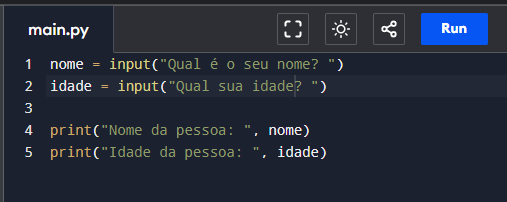 main.py
Run
1 nome = input("Qual é o seu nome? ")
2 idade = input("Qual sua idade? ")
3
4 print("Nome da pessoa: ", nome)
5 print("Idade da pessoa: ", idade)